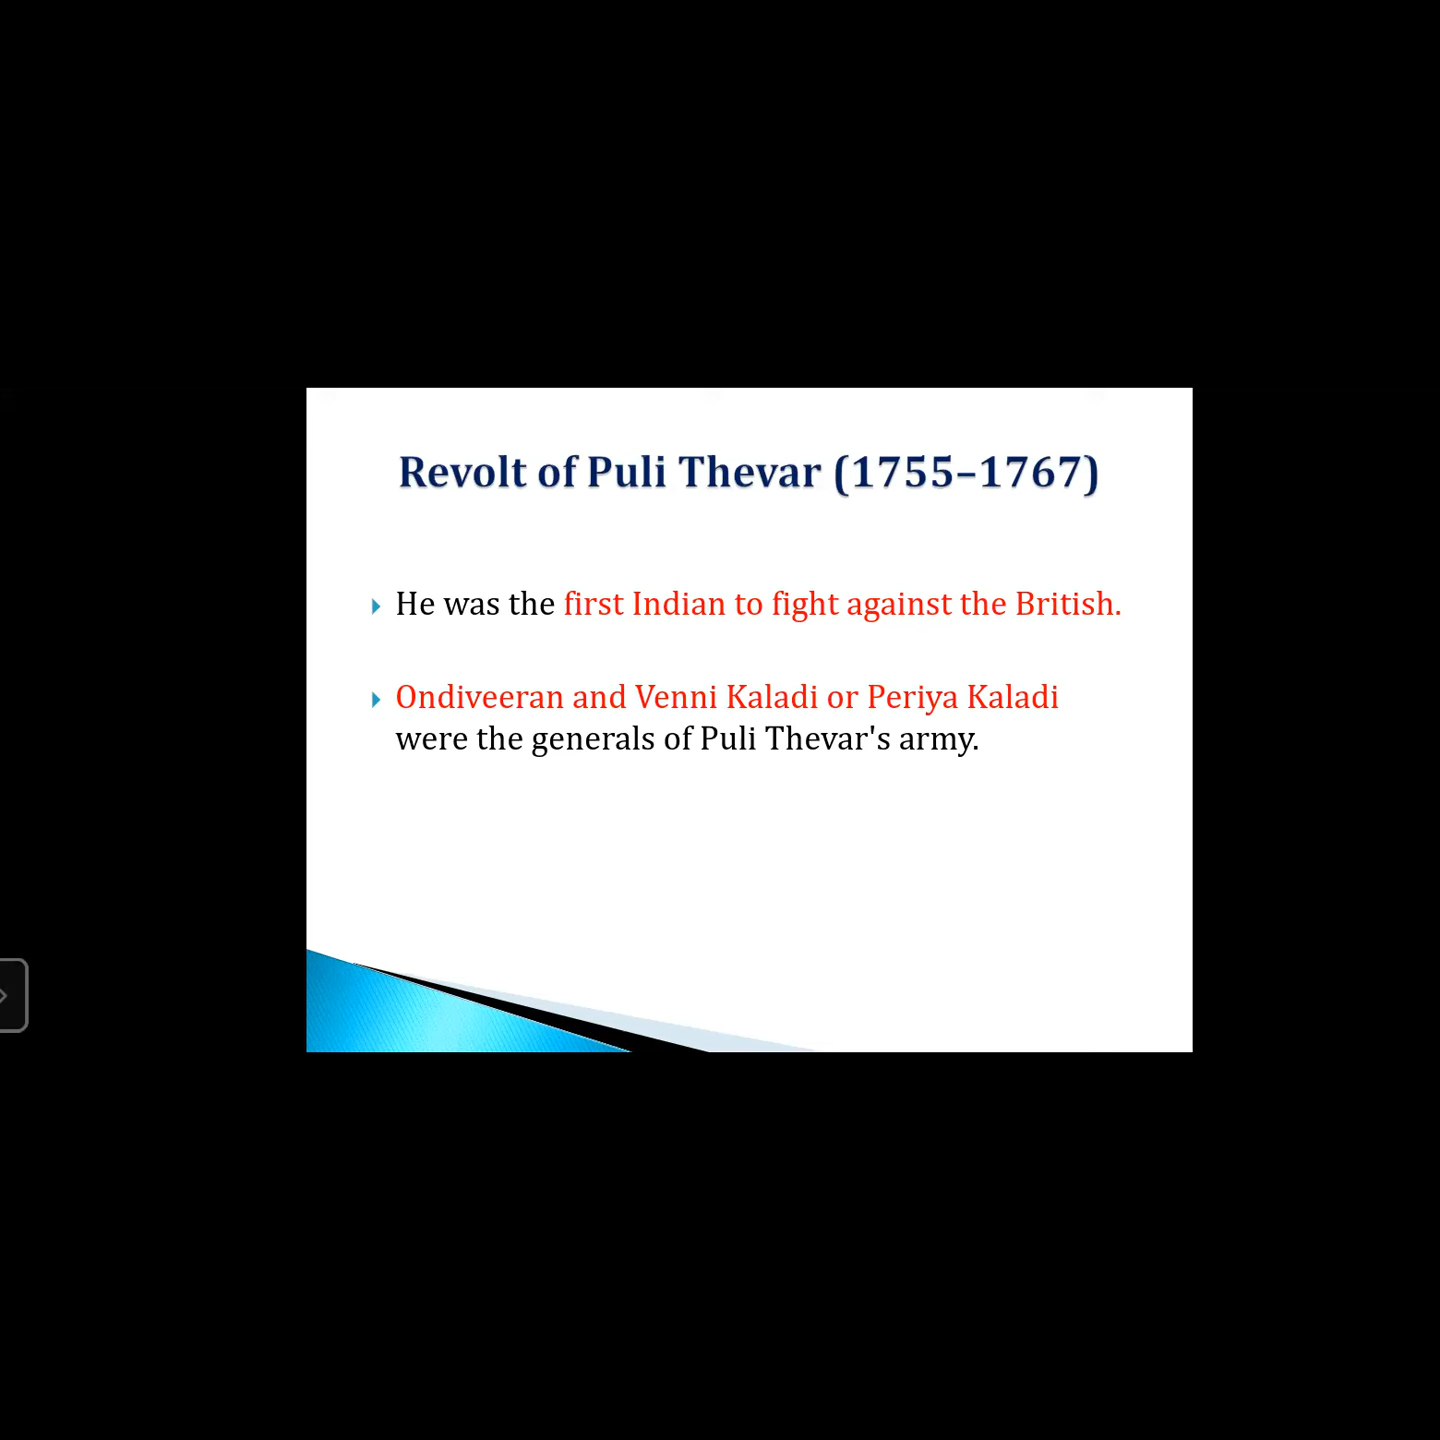 Revolt of Puli Thevar (1755–1767)
He was the first Indian to fight against the British.
Ondiveeran and Venni Kaladi or Periya Kaladi
were the generals of Puli Thevar's army.